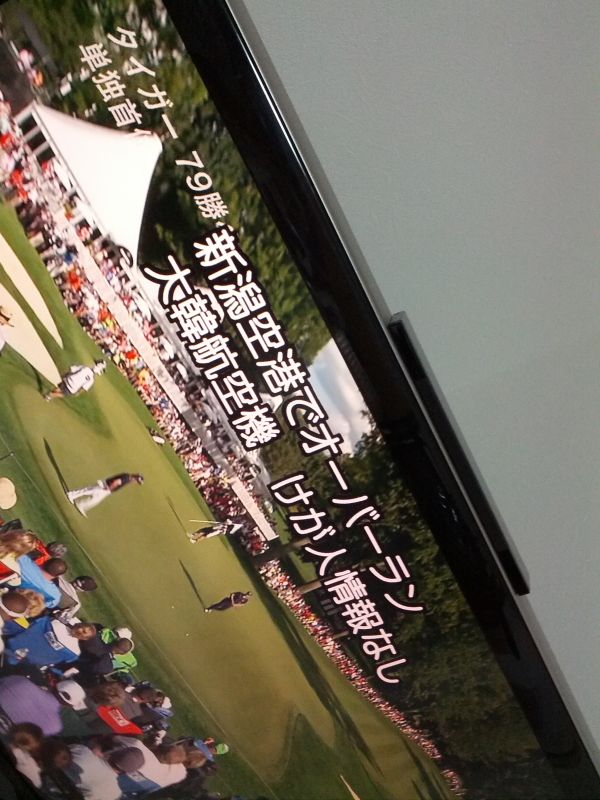 タイガー 79勝
単独首
新潟空港でオーバーラン
大韓航空機　けが人情報なし